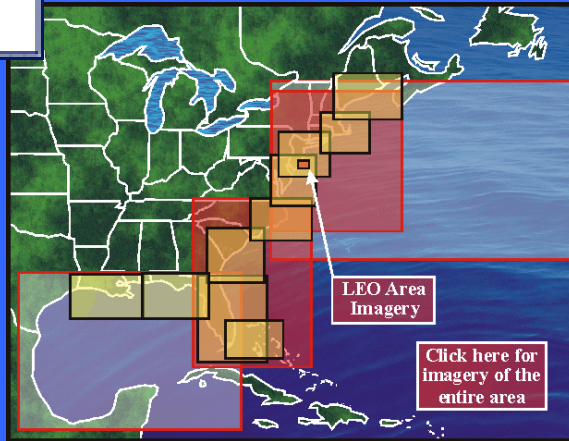 LEO Area
Imagery
Click here for
imagery of the
entire area